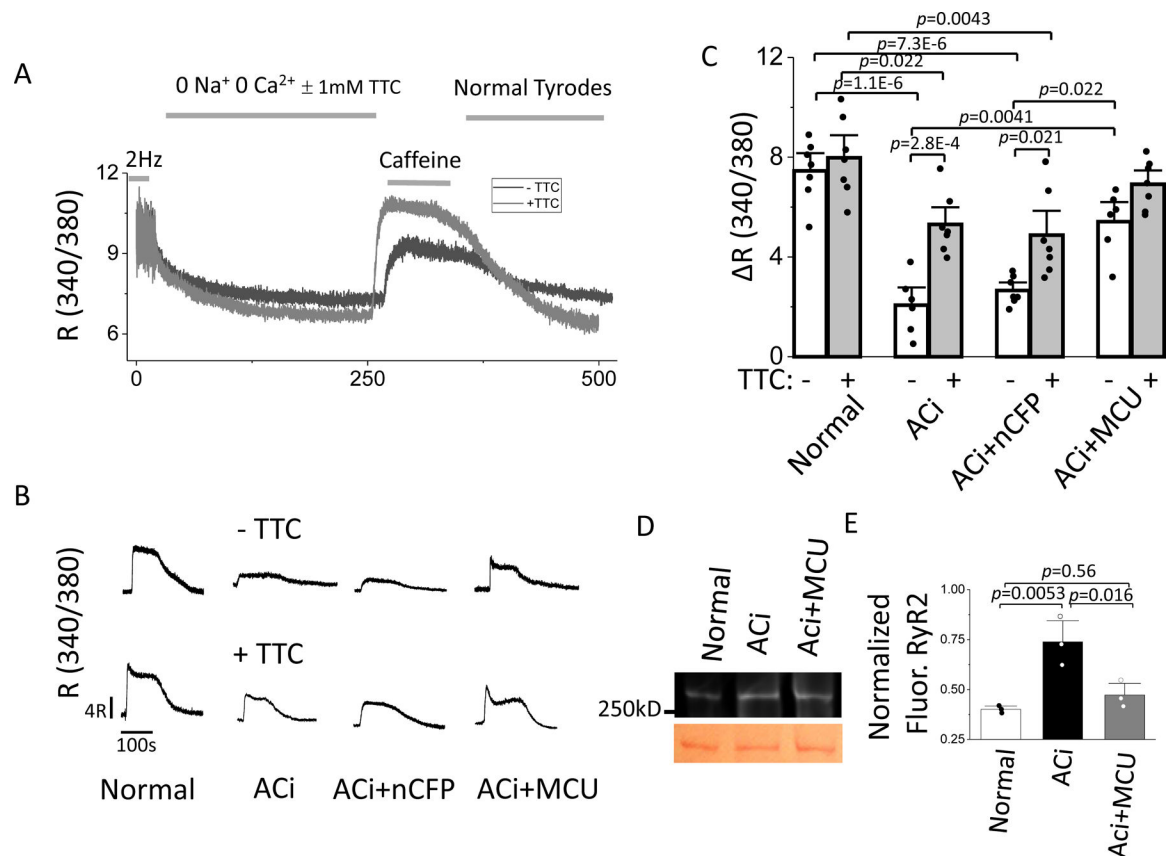 A
0 Na⁺ 0 Ca²⁺ ± 1mM TTC
Normal Tyrodes
2Hz
Caffeine
- TTC
+TTC
R (340/380)
12
9
6
0
250
500
B
- TTC
+ TTC
R (340/380)
4R
100s
Normal
ACi
ACi+nCFP
ACi+MCU
C
p=0.0043
p=7.3E-6
p=0.022
p=1.1E-6
p=0.022
p=0.0041
p=2.8E-4
p=0.021
ΔR (340/380)
12
8
4
0
TTC: - + - + - + - +
Normal
ACi
ACi+nCFP
ACi+MCU
D
Normal
ACi
Aci+MCU
250kD
E
p=0.56
p=0.0053
p=0.016
Normalized
Fluor. RyR2
1.00
0.75
0.50
0.25
Normal
ACi
Aci+MCU